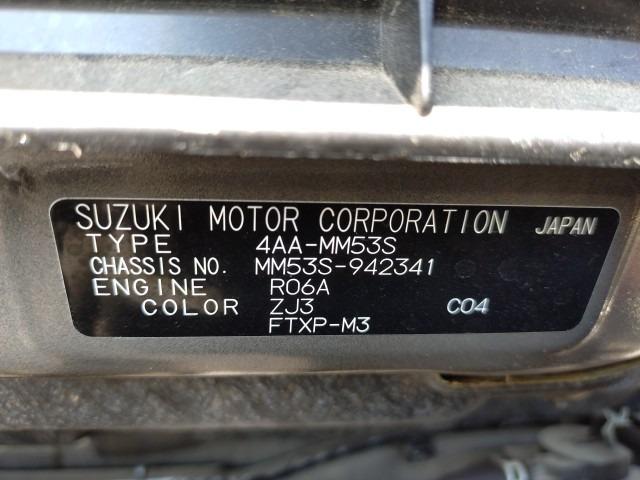 SUZUKI MOTOR CORPORATION JAPAN
TYPE 4AA-MM53S
CHASSIS NO. MM53S-942341
ENGINE R06A
COLOR ZJ3 C04
FTXP-M3